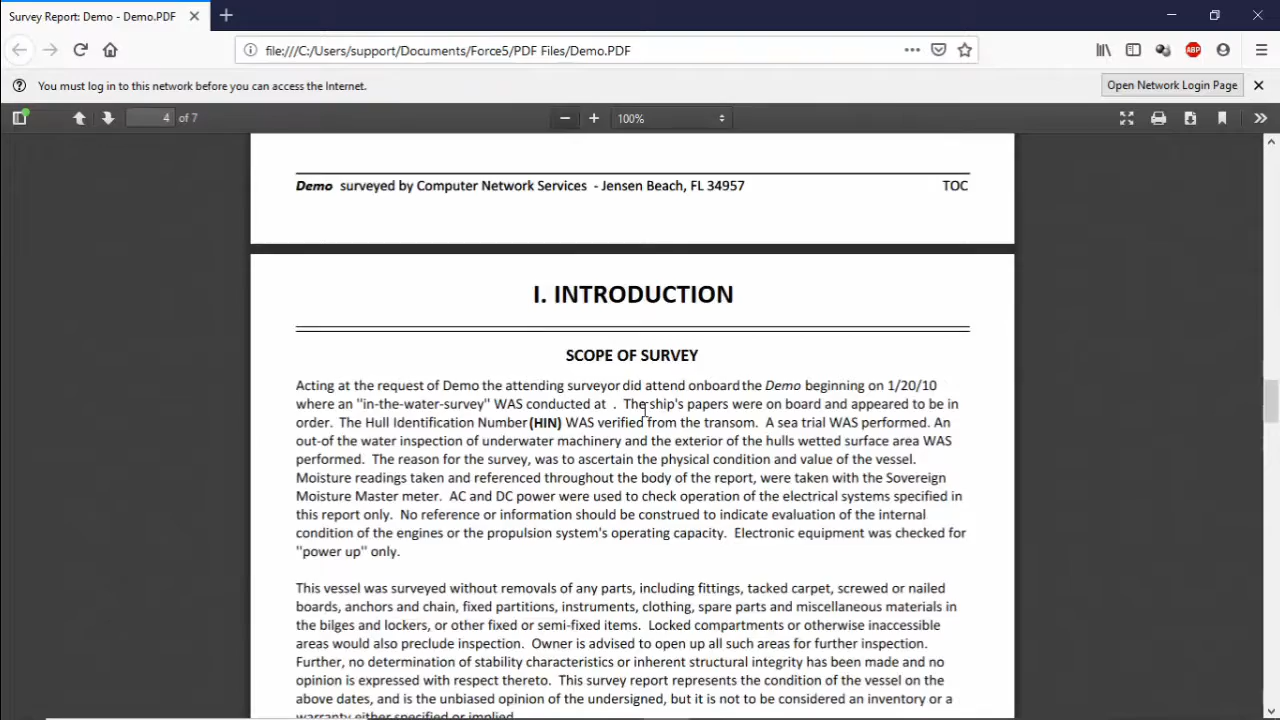 Survey Report: Demo - Demo.PDF
file:///C:/Users/support/Documents/Force5/PDF Files/Demo.PDF
ABP
You must log in to this network before you can access the Internet.
Open Network Login Page
4 of 7
100%
Demo surveyed by Computer Network Services - Jensen Beach, FL 34957 TOC
I. INTRODUCTION
SCOPE OF SURVEY
Acting at the request of Demo the attending surveyor did attend onboard the Demo beginning on 1/20/10
where an "in-the-water-survey" WAS conducted at . The ship's papers were on board and appeared to be in
order. The Hull Identification Number (HIN) WAS verified from the transom. A sea trial WAS performed. An
out-of the water inspection of underwater machinery and the exterior of the hulls wetted surface area WAS
performed. The reason for the survey, was to ascertain the physical condition and value of the vessel.
Moisture readings taken and referenced throughout the body of the report, were taken with the Sovereign
Moisture Master meter. AC and DC power were used to check operation of the electrical systems specified in
this report only. No reference or information should be construed to indicate evaluation of the internal
condition of the engines or the propulsion system's operating capacity. Electronic equipment was checked for
"power up" only.
This vessel was surveyed without removals of any parts, including fittings, tacked carpet, screwed or nailed
boards, anchors and chain, fixed partitions, instruments, clothing, spare parts and miscellaneous materials in
the bilges and lockers, or other fixed or semi-fixed items. Locked compartments or otherwise inaccessible
areas would also preclude inspection. Owner is advised to open up all such areas for further inspection.
Further, no determination of stability characteristics or inherent structural integrity has been made and no
opinion is expressed with respect thereto. This survey report represents the condition of the vessel on the
above dates, and is the unbiased opinion of the undersigned, but it is not to be considered an inventory or a
warranty either specified or implied.